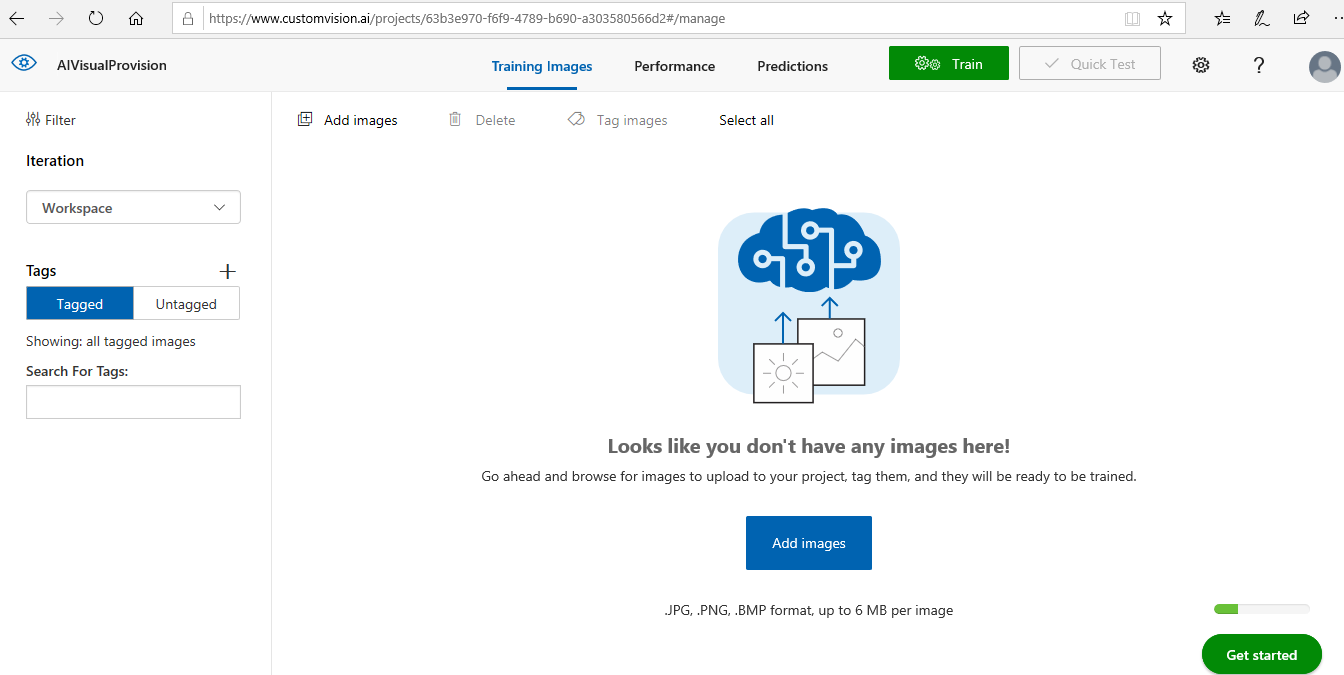 https://www.customvision.ai/projects/63b3e970-f6f9-4789-b690-a303580566d2#/manage
AIVisualProvision
Training Images
Performance
Predictions
Train
Quick Test
?
Filter
Add images
Delete
Tag images
Select all
Iteration
Workspace
Tags
Tagged
Untagged
Showing: all tagged images
Search For Tags:
Looks like you don't have any images here!
Go ahead and browse for images to upload to your project, tag them, and they will be ready to be trained.
Add images
.JPG, .PNG, .BMP format, up to 6 MB per image
Get started